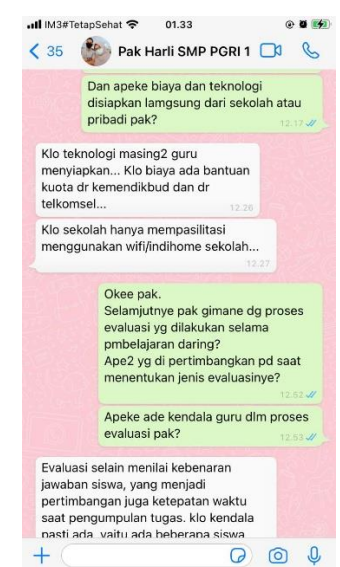 IM3#TetapSehat 01.33
35 Pak Harli SMP PGRI 1
Dan apeke biaya dan teknologi
disiapkan lamgsung dari sekolah atau
pribadi pak?
12.17
Klo teknologi masing2 guru
menyiapkan... Klo biaya ada bantuan
kuota dr kemendikbud dan dr
telkomsel...
12.26
Klo sekolah hanya mempasilitasi
menggunakan wifi/indihome sekolah...
12.27
Okee pak.
Selamjutnye pak gimane dg proses
evaluasi yg dilakukan selama
pmbelajaran daring?
Ape2 yg di pertimbangkan pd saat
menentukan jenis evaluasinye?
12.52
Apeke ade kendala guru dlm proses
evaluasi pak?
12.53
Evaluasi selain menilai kebenaran
jawaban siswa, yang menjadi
pertimbangan juga ketepatan waktu
saat pengumpulan tugas. klo kendala
pasti ada, yaitu ada beberapa siswa